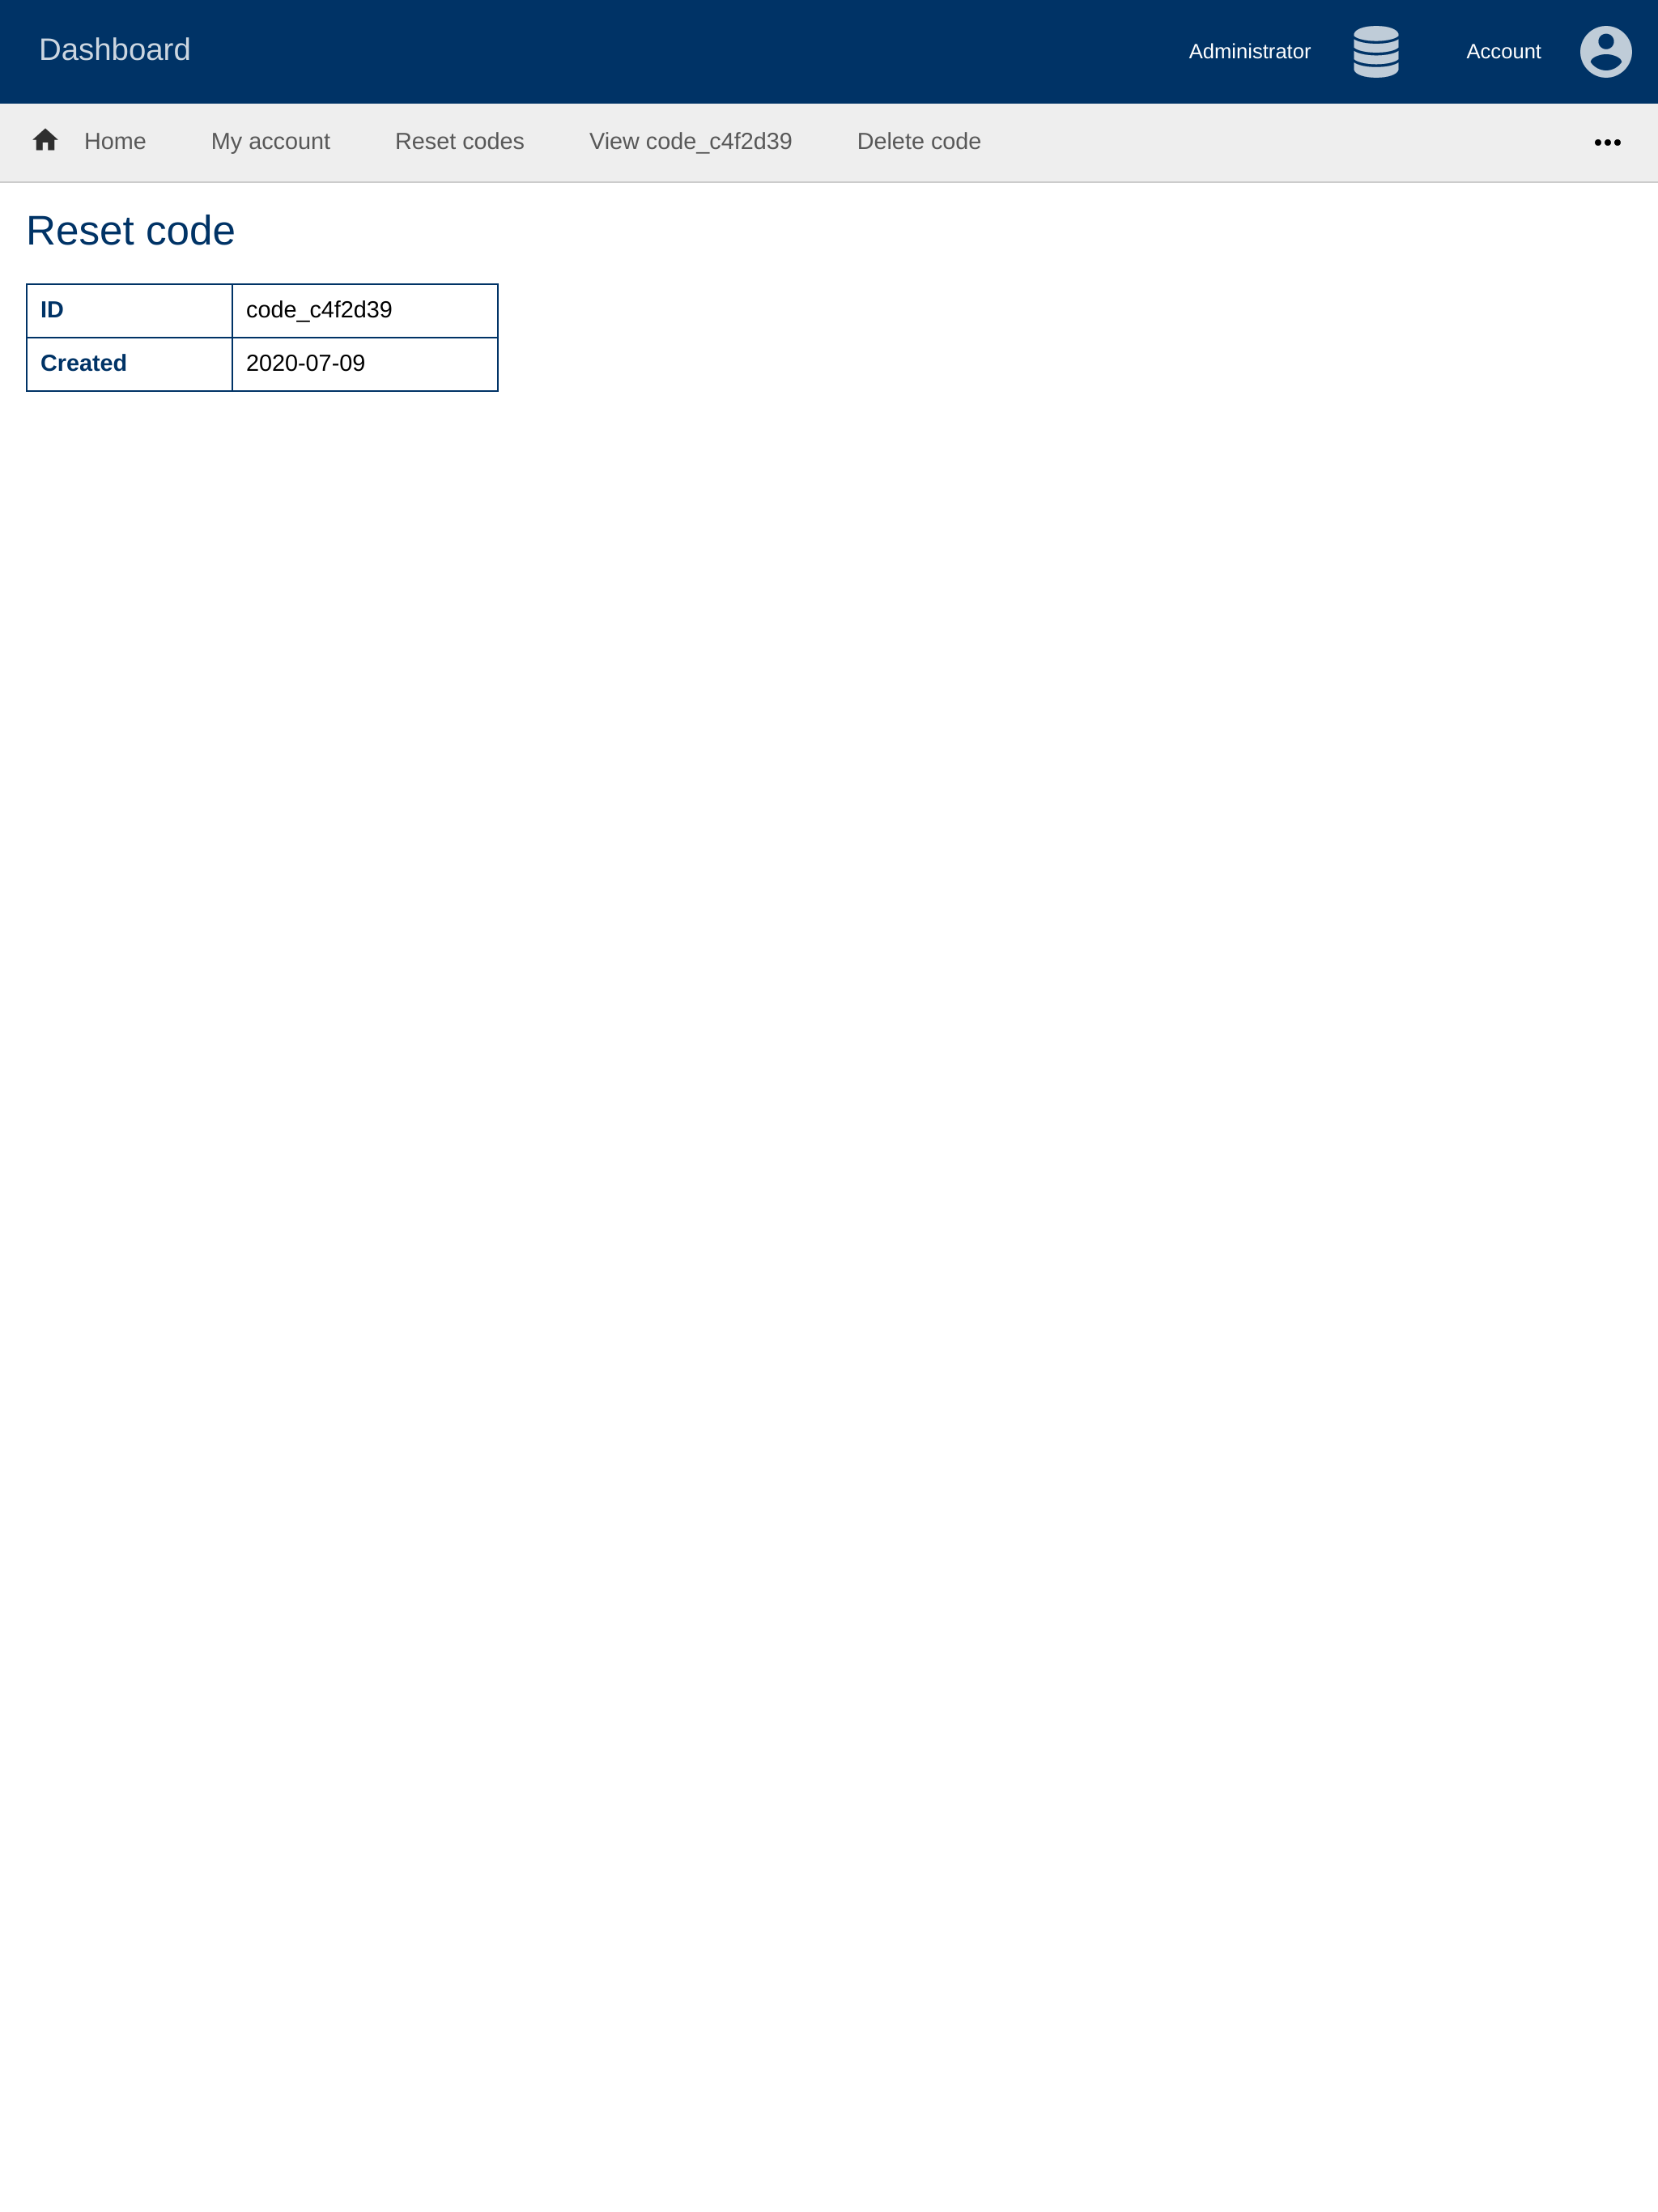 Dashboard
Administrator
Account
Home
My account
Reset codes
View code_c4f2d39
Delete code
Reset code
ID code_c4f2d39
Created 2020-07-09